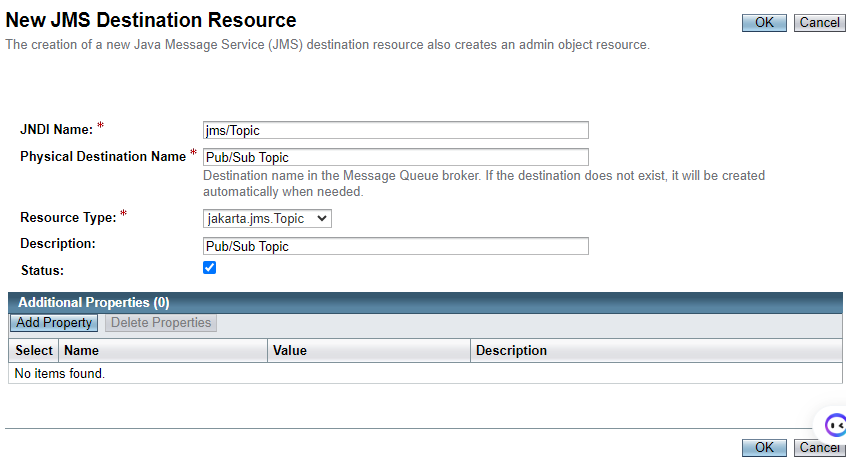 New JMS Destination Resource
OK Cancel
The creation of a new Java Message Service (JMS) destination resource also creates an admin object resource.
JNDI Name: * jms/Topic
Physical Destination Name * Pub/Sub Topic
Destination name in the Message Queue broker. If the destination does not exist, it will be created
automatically when needed.
Resource Type: * jakarta.jms.Topic
Description: Pub/Sub Topic
Status:
Additional Properties (0)
Add Property Delete Properties
Select Name Value Description
No items found.
OK Cancel